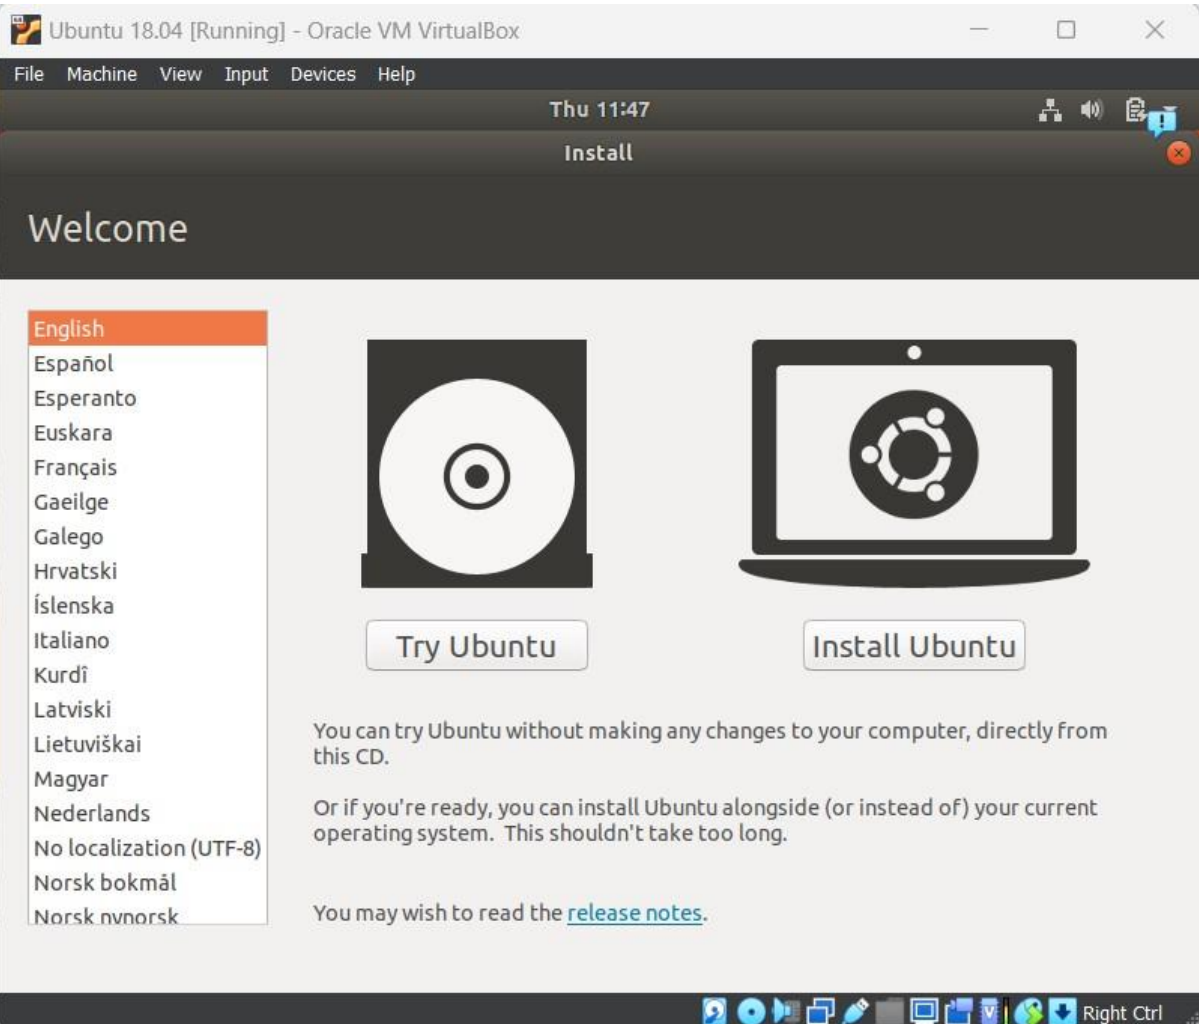 Ubuntu 18.04 [Running] - Oracle VM VirtualBox
File Machine View Input Devices Help
Thu 11:47
Install
Welcome
English
Español
Esperanto
Euskara
Français
Gaeilge
Galego
Hrvatski
Íslenska
Italiano
Kurdî
Latviski
Lietuviškai
Magyar
Nederlands
No localization (UTF-8)
Norsk bokmål
Norsk nynorsk
Try Ubuntu
Install Ubuntu
You can try Ubuntu without making any changes to your computer, directly from
this CD.
Or if you're ready, you can install Ubuntu alongside (or instead of) your current
operating system. This shouldn't take too long.
You may wish to read the release notes.
Right Ctrl